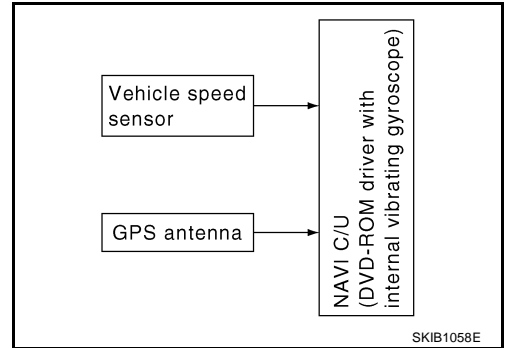 Vehicle speed
sensor
GPS antenna
NAVI C/U
(DVD-ROM driver with
internal vibrating gyroscope)
SKIB1058E